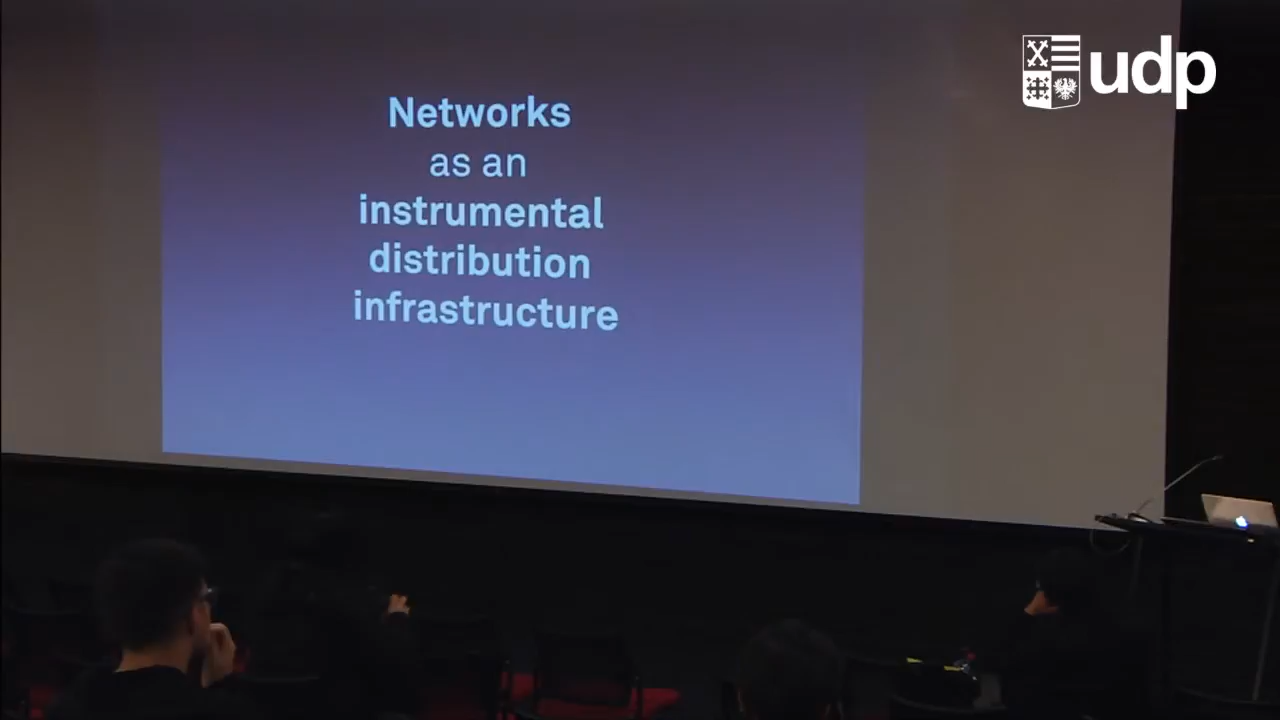 Networks
as an
instrumental
distribution
infrastructure
udp